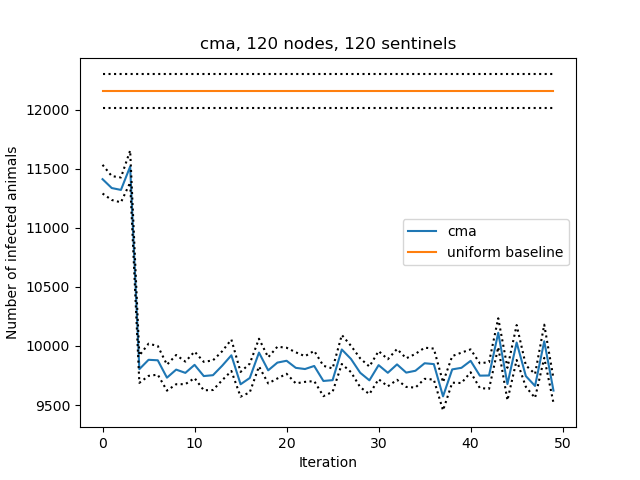 cma, 120 nodes, 120 sentinels
Number of infected animals
12000
11500
11000
10500
10000
9500
cma
uniform baseline
0 10 20 30 40 50
Iteration